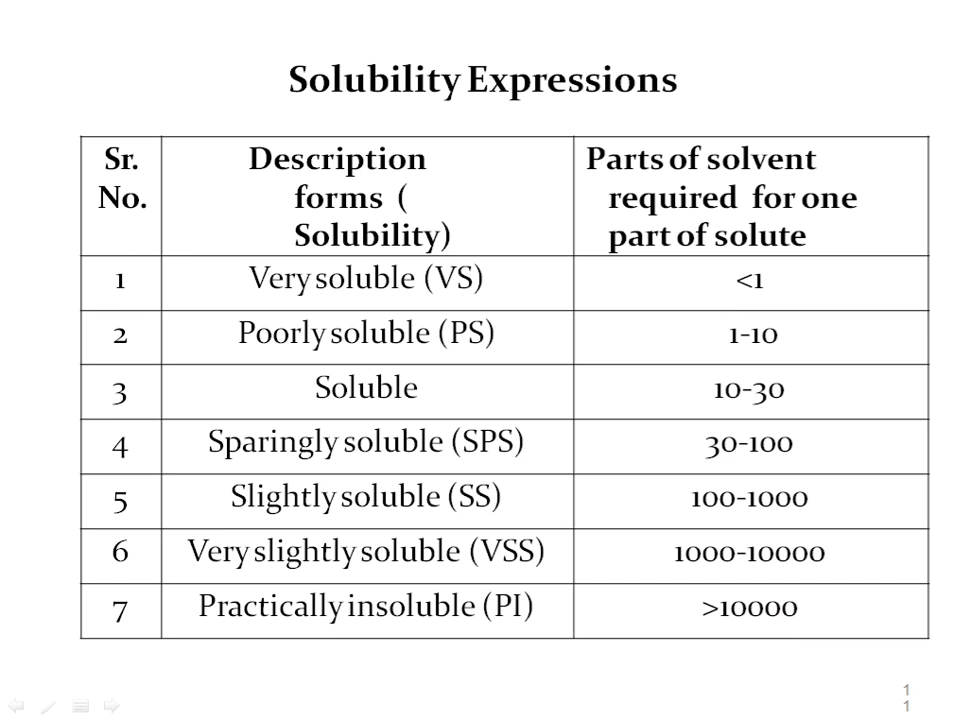 Solubility Expressions
Sr. No.
Description forms ( Solubility)
Parts of solvent required for one part of solute
1 Very soluble (VS) <1
2 Poorly soluble (PS) 1-10
3 Soluble 10-30
4 Sparingly soluble (SPS) 30-100
5 Slightly soluble (SS) 100-1000
6 Very slightly soluble (VSS) 1000-10000
7 Practically insoluble (PI) >10000
1
1